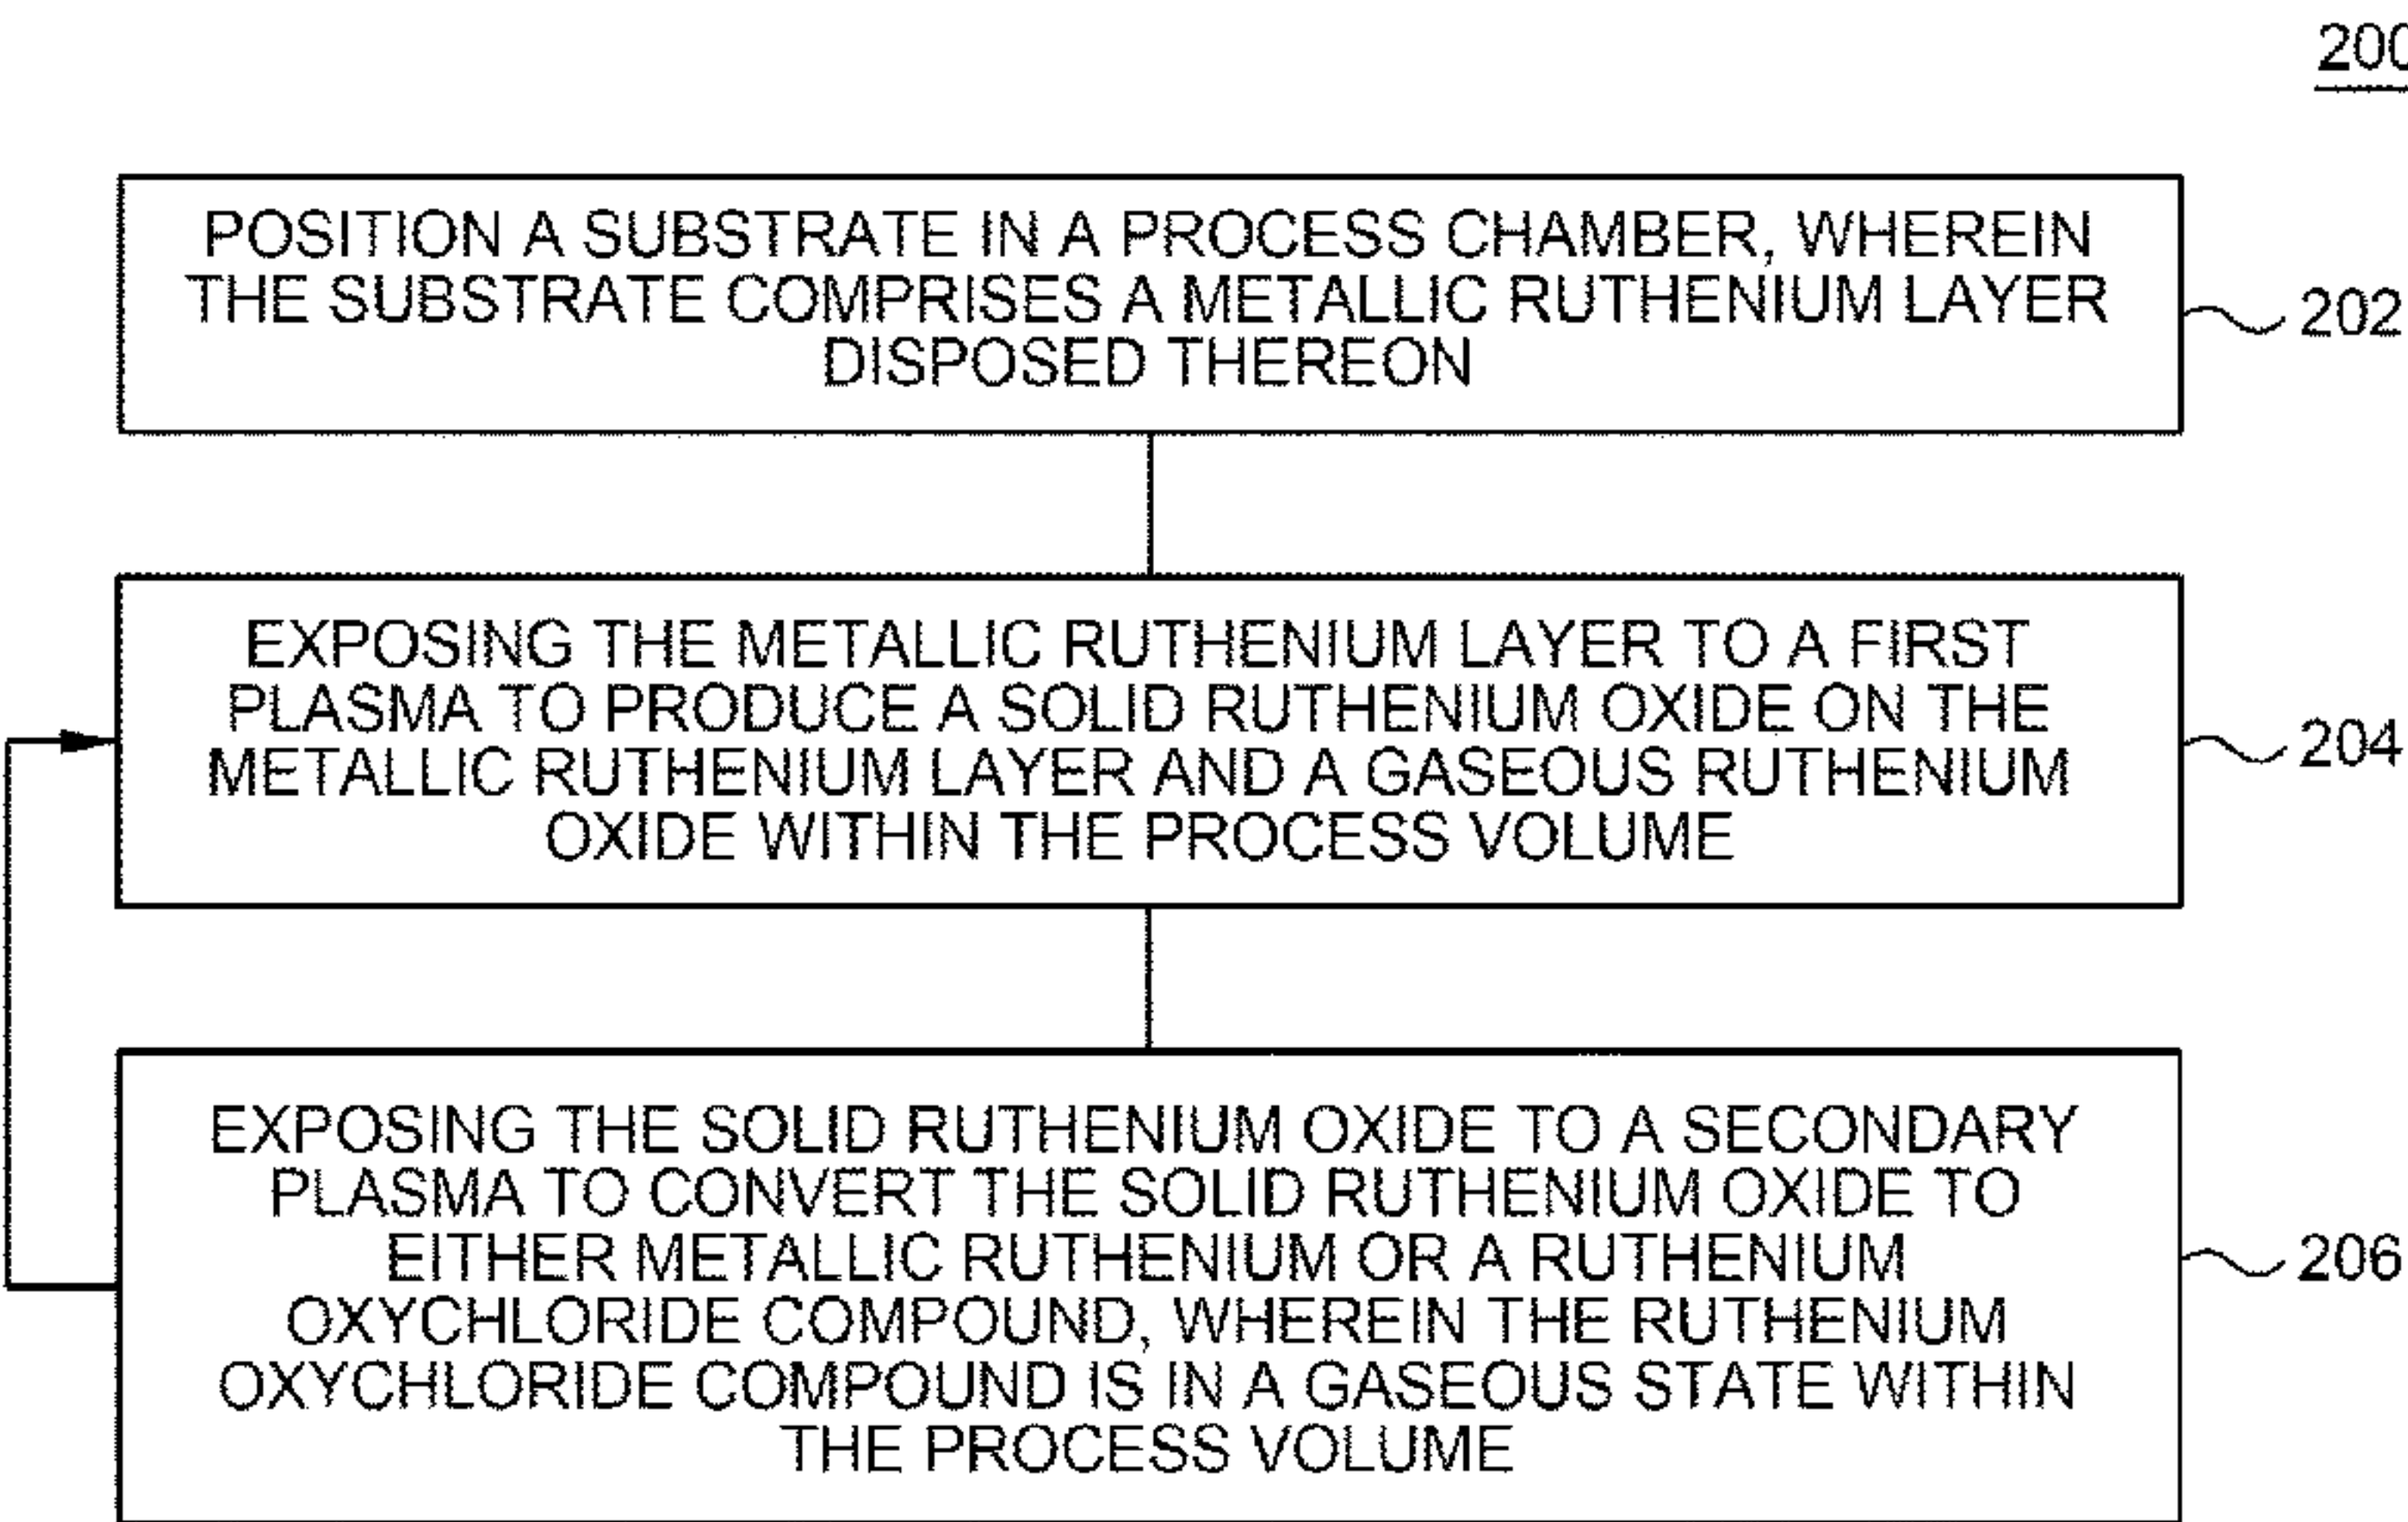 200
POSITION A SUBSTRATE IN A PROCESS CHAMBER, WHEREIN
THE SUBSTRATE COMPRISES A METALLIC RUTHENIUM LAYER
DISPOSED THEREON
202
EXPOSING THE METALLIC RUTHENIUM LAYER TO A FIRST
PLASMA TO PRODUCE A SOLID RUTHENIUM OXIDE ON THE
METALLIC RUTHENIUM LAYER AND A GASEOUS RUTHENIUM
OXIDE WITHIN THE PROCESS VOLUME
204
EXPOSING THE SOLID RUTHENIUM OXIDE TO A SECONDARY
PLASMA TO CONVERT THE SOLID RUTHENIUM OXIDE TO
EITHER METALLIC RUTHENIUM OR A RUTHENIUM
OXYCHLORIDE COMPOUND, WHEREIN THE RUTHENIUM
OXYCHLORIDE COMPOUND IS IN A GASEOUS STATE WITHIN
THE PROCESS VOLUME
206